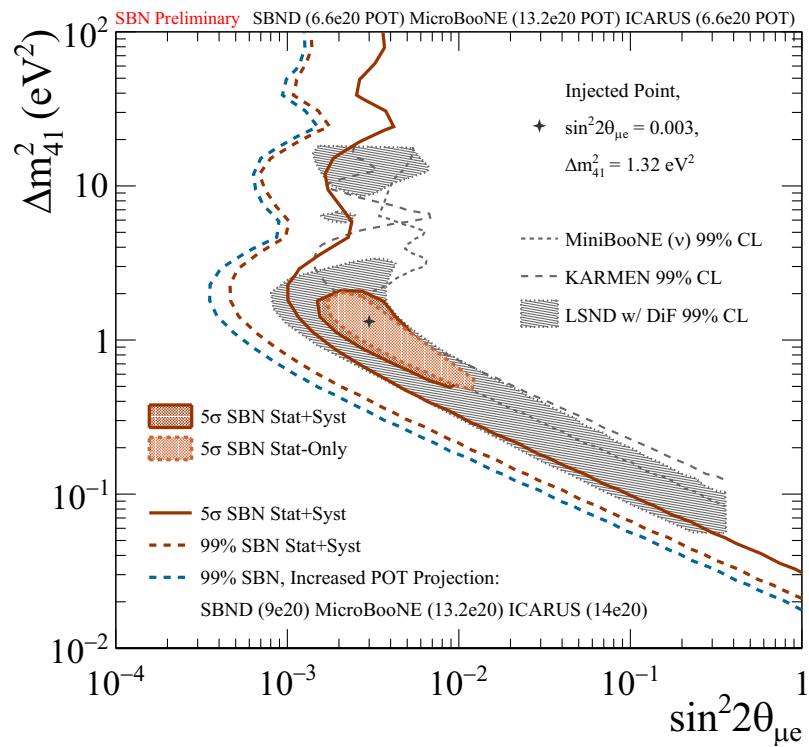 SBN Preliminary SBND (6.6e20 POT) MicroBooNE (13.2e20 POT) ICARUS (6.6e20 POT)
Δm²₄₁ (eV²)
10²
10
1
10⁻¹
10⁻²
Injected Point,
sin²2θμe = 0.003,
Δm²₄₁ = 1.32 eV²
MiniBooNE (ν) 99% CL
KARMEN 99% CL
LSND w/ DiF 99% CL
5σ SBN Stat+Syst
5σ SBN Stat-Only
5σ SBN Stat+Syst
99% SBN Stat+Syst
99% SBN, Increased POT Projection:
SBND (9e20) MicroBooNE (13.2e20) ICARUS (14e20)
10⁻⁴ 10⁻³ 10⁻² 10⁻¹ 1
sin²2θμe